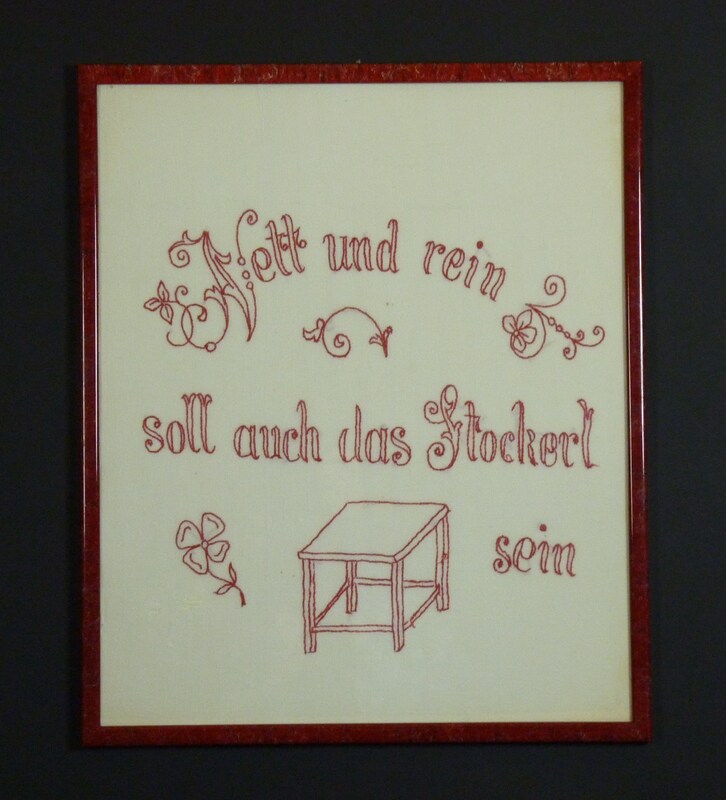 Nett und rein
soll auch das Stockerl
sein